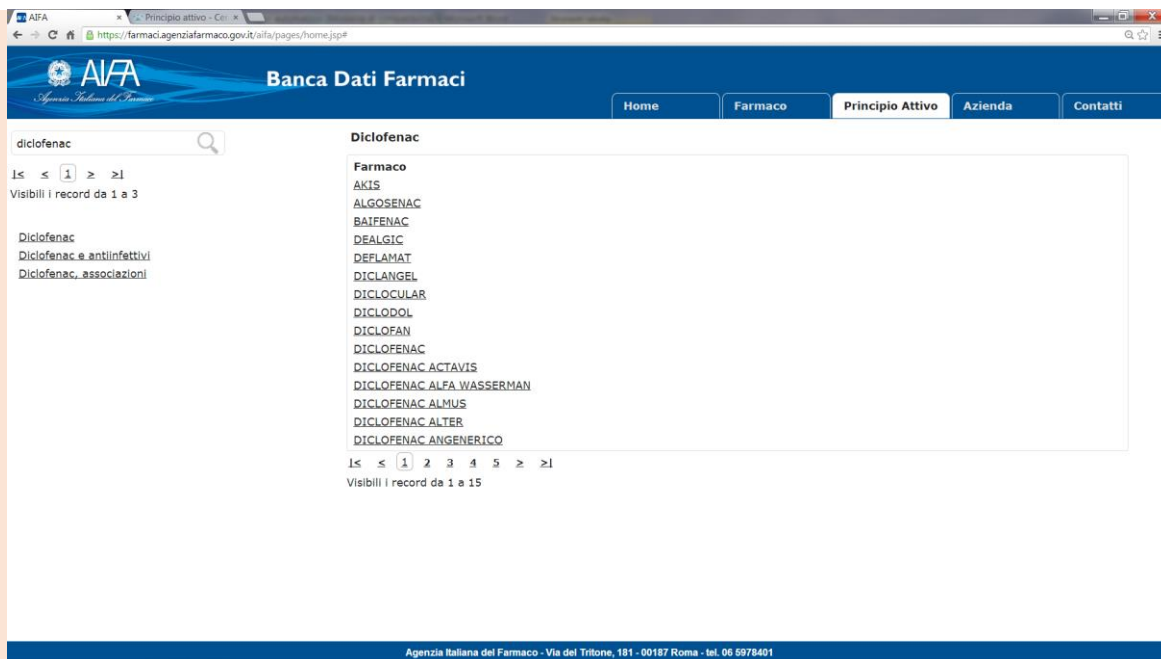 AIFA
Principio attivo - Cer
https://farmaci.agenziafarmaco.gov.it/aifa/pages/home.jsp#
AIFA
Agenzia Italiana del Farmaco
Banca Dati Farmaci
Home Farmaco Principio Attivo Azienda Contatti
diclofenac
|< < 1 > >|
Visibili i record da 1 a 3
Diclofenac
Diclofenac e antiinfettivi
Diclofenac, associazioni
Diclofenac
Farmaco
AKIS
ALGOSENAC
BAIFENAC
DEALGIC
DEFLAMAT
DICLANGEL
DICLOCULAR
DICLODOL
DICLOFAN
DICLOFENAC
DICLOFENAC ACTAVIS
DICLOFENAC ALFA WASSERMAN
DICLOFENAC ALMUS
DICLOFENAC ALTER
DICLOFENAC ANGENERICO
|< < 1 2 3 4 5 > >|
Visibili i record da 1 a 15
Agenzia Italiana del Farmaco - Via del Tritone, 181 - 00187 Roma - tel. 06 5978401